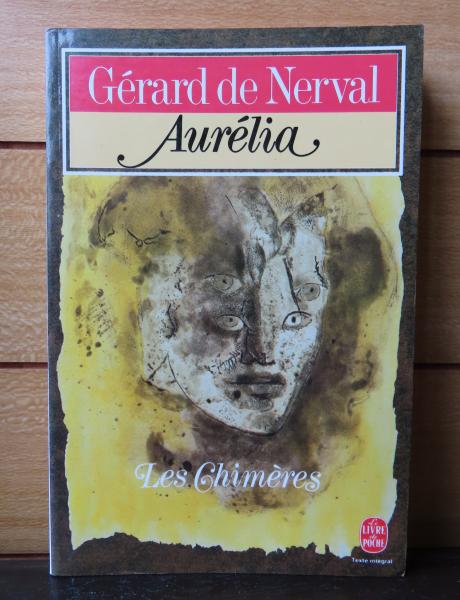 Gérard de Nerval
Aurélia
Les Chimères
Le
LIVRE
de
POCHE
Texte intégral